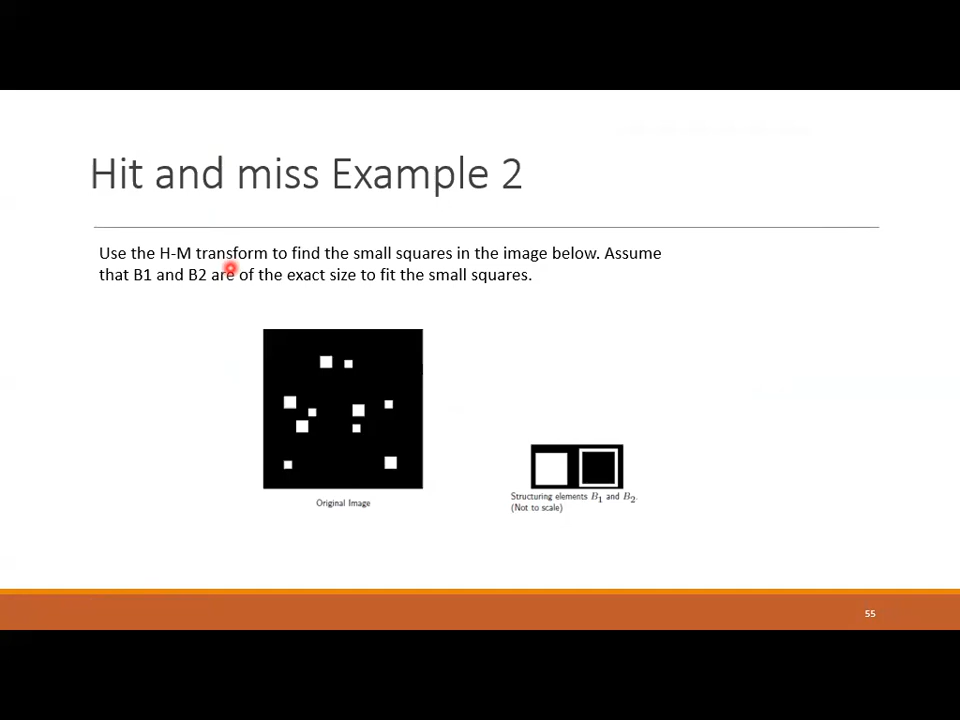 Hit and miss Example 2
Use the H-M transform to find the small squares in the image below. Assume
that B1 and B2 are of the exact size to fit the small squares.
Original Image
Structuring elements B1 and B2.
(Not to scale)
55